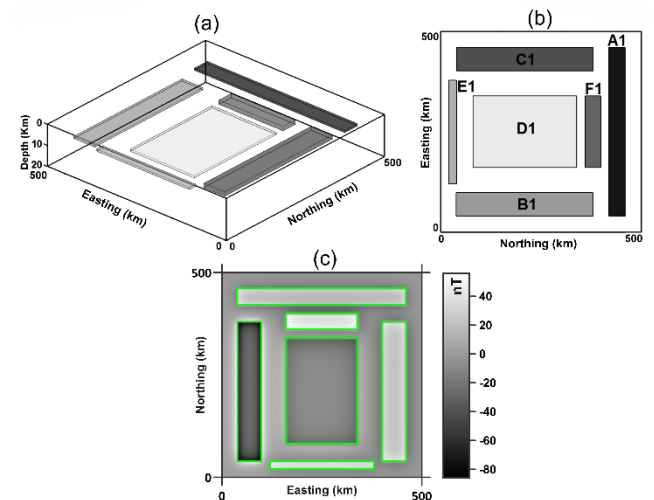 (a)
Depth (Km)
0
10
20
500
Easting (km)
0
0
Northing (km)
500
(b)
500
A1
C1
E1
F1
D1
B1
Easting (km)
0
0
Northing (km)
500
(c)
500
Northing (km)
0
0
Easting (km)
500
nT
40
20
0
-20
-40
-60
-80